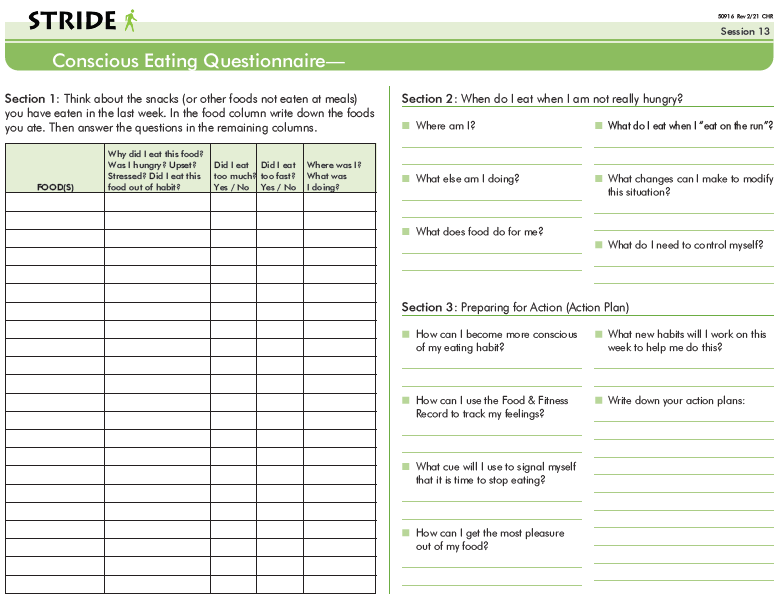 STRIDE
50916 Rev 2/21 CHR
Session 13
Conscious Eating Questionnaire—
Section 1: Think about the snacks (or other foods not eaten at meals)
you have eaten in the last week. In the food column write down the foods
you ate. Then answer the questions in the remaining columns.
FOOD(S)
Why did I eat this food?
Was I hungry? Upset?
Stressed? Did I eat this
food out of habit?
Did I eat
too much?
Yes / No
Did I eat
too fast?
Yes / No
Where was I?
What was
I doing?
Section 2: When do I eat when I am not really hungry?
Where am I?
What else am I doing?
What does food do for me?
What do I eat when I "eat on the run"?
What changes can I make to modify
this situation?
What do I need to control myself?
Section 3: Preparing for Action (Action Plan)
How can I become more conscious
of my eating habit?
How can I use the Food & Fitness
Record to track my feelings?
What cue will I use to signal myself
that it is time to stop eating?
How can I get the most pleasure
out of my food?
What new habits will I work on this
week to help me do this?
Write down your action plans: